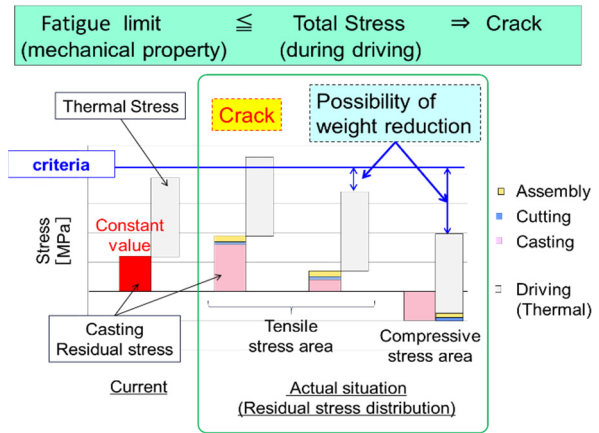 Fatigue limit ≦ Total Stress ⇒ Crack
(mechanical property) (during driving)
Thermal Stress
Crack
Possibility of
weight reduction
criteria
Constant
value
Stress
[MPa]
Assembly
Cutting
Casting
Driving
(Thermal)
Casting
Residual stress
Tensile
stress area
Compressive
stress area
Current
Actual situation
(Residual stress distribution)